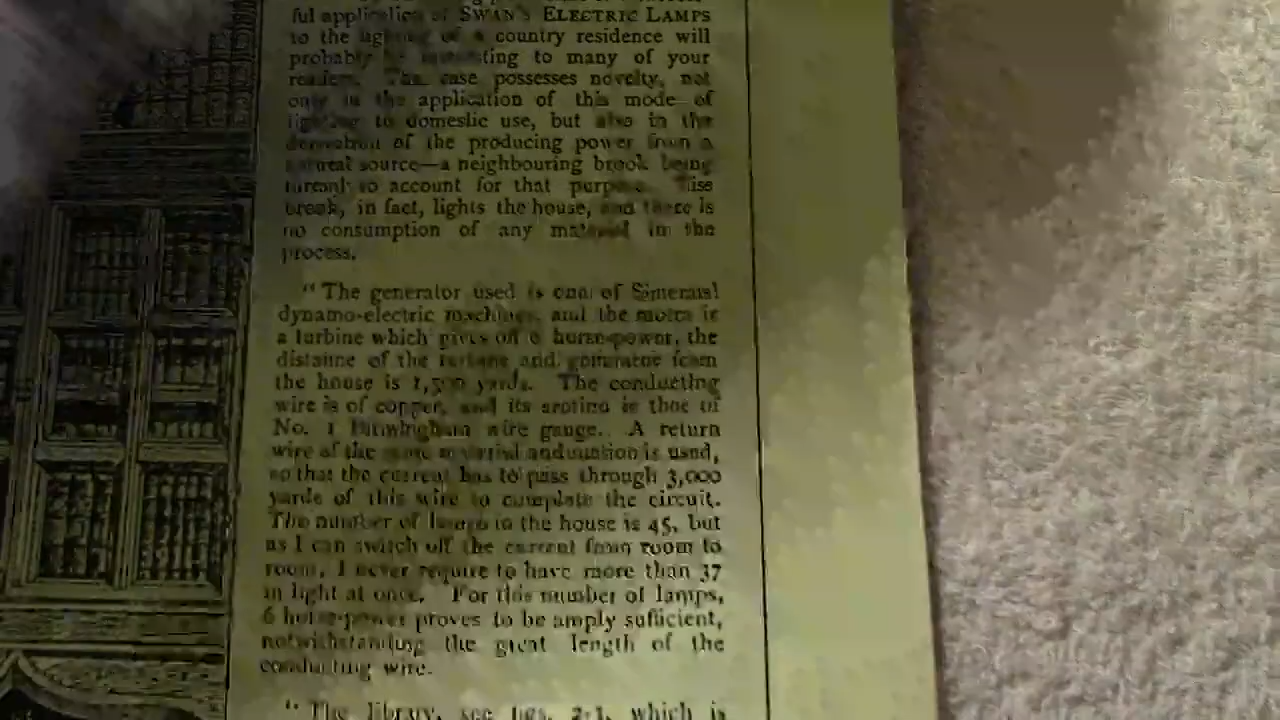 ful application of SWAN'S ELECTRIC LAMPS
to the lighting of a country residence will
probably be interesting to many of your
readers. The case possesses novelty, not
only in the application of this mode of
lighting to domestic use, but also in the
derivation of the producing power from a
natural source—a neighbouring brook being
turned to account for that purpose. This
brook, in fact, lights the house, and there is
no consumption of any material in the
process.
"The generator used is one of
dynamo-electric machines, and the motor is
a turbine which gives off 6 horse-power, the
distance of the turbine and generator from
the house is 1,500 yards. The conducting
wire is of copper, and its section is that of
No. 1 Birmingham wire gauge. A return
wire of the same material and section is used,
so that the current has to pass through 3,000
yards of this wire to complete the circuit.
The number of lamps in the house is 45, but
as I can switch off the current from room to
room, I never require to have more than 37
in light at once. For this number of lamps,
6 horse-power proves to be amply sufficient,
notwithstanding the great length of the
conducting wire.
"The library, see figs. which is